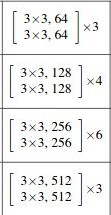 [ 3×3, 64
3×3, 64 ] ×3
[ 3×3, 128
3×3, 128 ] ×4
[ 3×3, 256
3×3, 256 ] ×6
[ 3×3, 512
3×3, 512 ] ×3